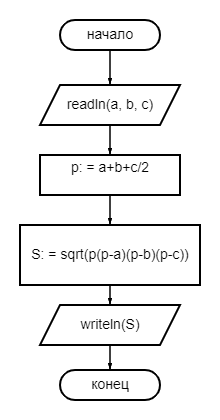 начало
readln(a, b, c)
p: = a+b+c/2
S: = sqrt(p(p-a)(p-b)(p-c))
writeln(S)
конец